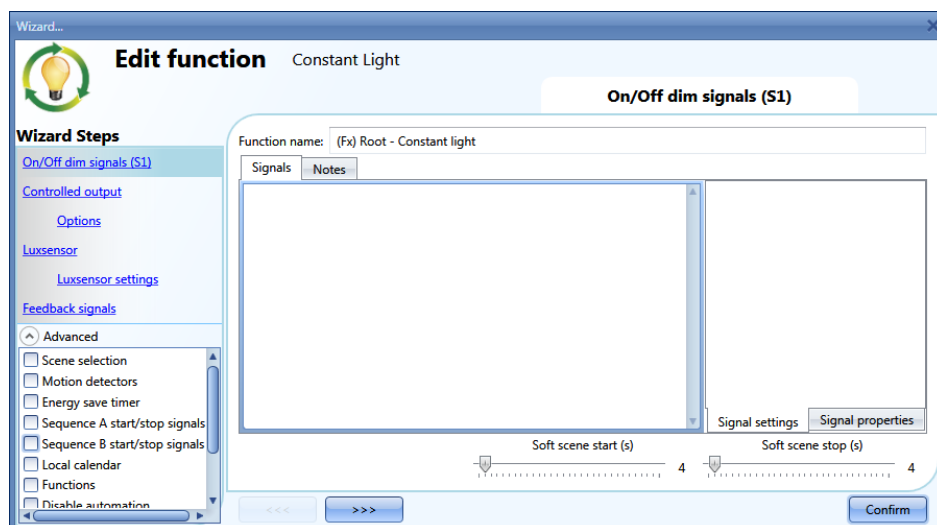 Wizard...
Edit function Constant Light
On/Off dim signals (S1)
Wizard Steps
On/Off dim signals (S1)
Controlled output
Options
Luxsensor
Luxsensor settings
Feedback signals
Advanced
Scene selection
Motion detectors
Energy save timer
Sequence A start/stop signals
Sequence B start/stop signals
Local calendar
Functions
Disable automation
Function name: (Fx) Root - Constant light
Signals Notes
Signal settings Signal properties
Soft scene start (s) Soft scene stop (s)
4 4
<<< >>> Confirm